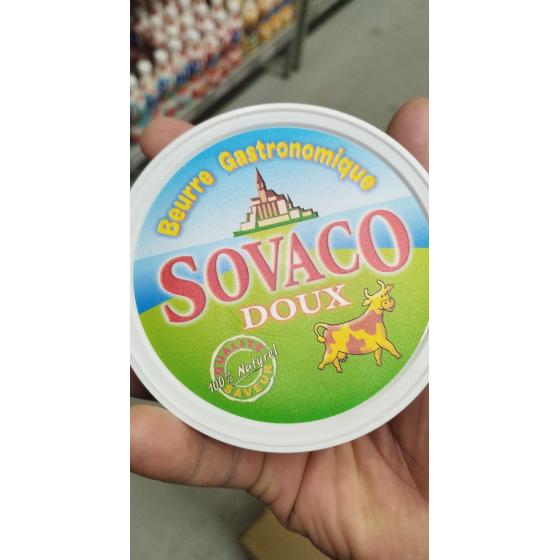 Beurre Gastronomique
SOVACO
DOUX
QUALITÉ
100% Naturel
SAVEUR